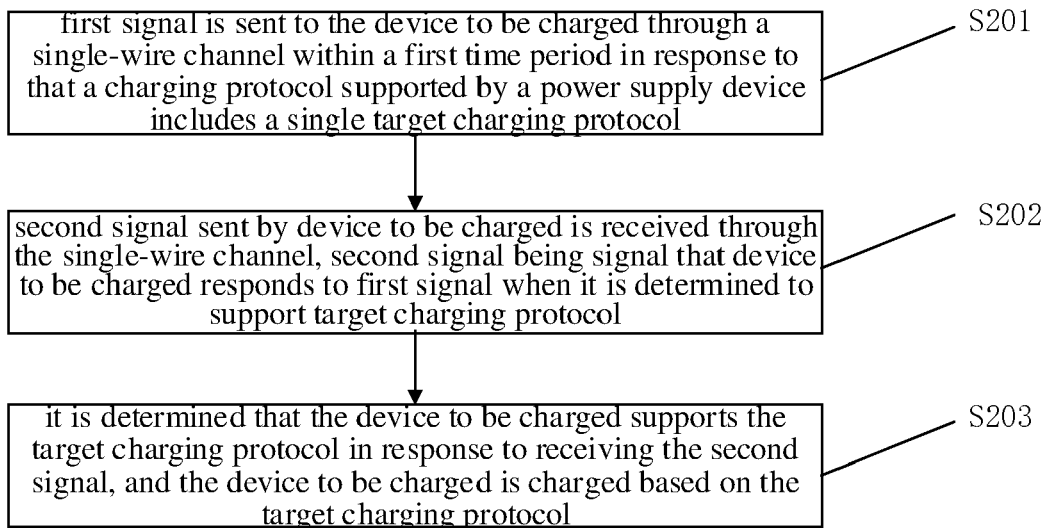 first signal is sent to the device to be charged through a
single-wire channel within a first time period in response to
that a charging protocol supported by a power supply device
includes a single target charging protocol
S201
second signal sent by device to be charged is received through
the single-wire channel, second signal being signal that device
to be charged responds to first signal when it is determined to
support target charging protocol
S202
it is determined that the device to be charged supports the
target charging protocol in response to receiving the second
signal, and the device to be charged is charged based on the
target charging protocol
S203